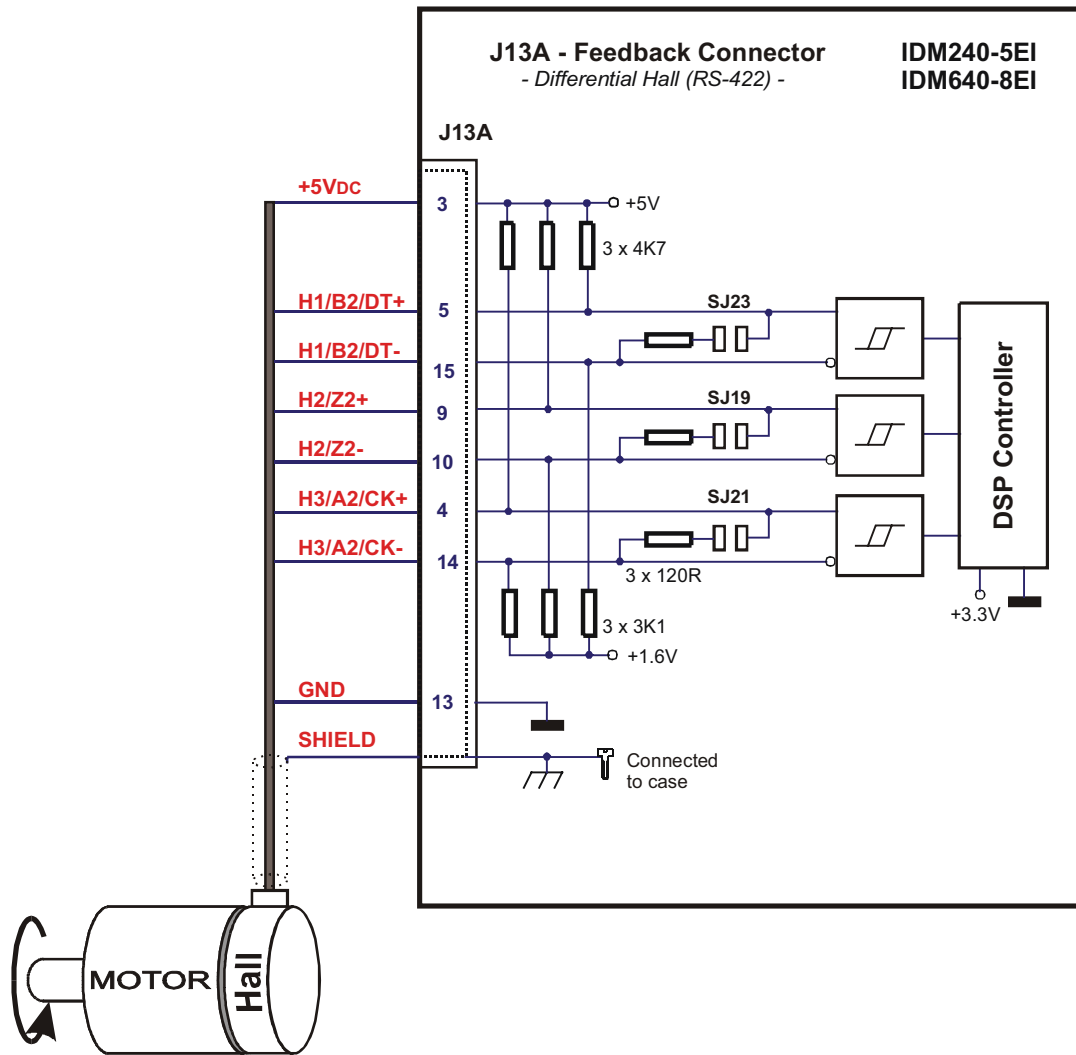 J13A - Feedback Connector
- Differential Hall (RS-422) -
IDM240-5EI
IDM640-8EI
J13A
+5VDC
3
+5V
3 x 4K7
H1/B2/DT+
5
SJ23
H1/B2/DT-
15
H2/Z2+
9
SJ19
H2/Z2-
10
H3/A2/CK+
4
SJ21
H3/A2/CK-
14
3 x 120R
DSP Controller
+3.3V
3 x 3K1
+1.6V
GND
13
SHIELD
Connected
to case
MOTOR
Hall